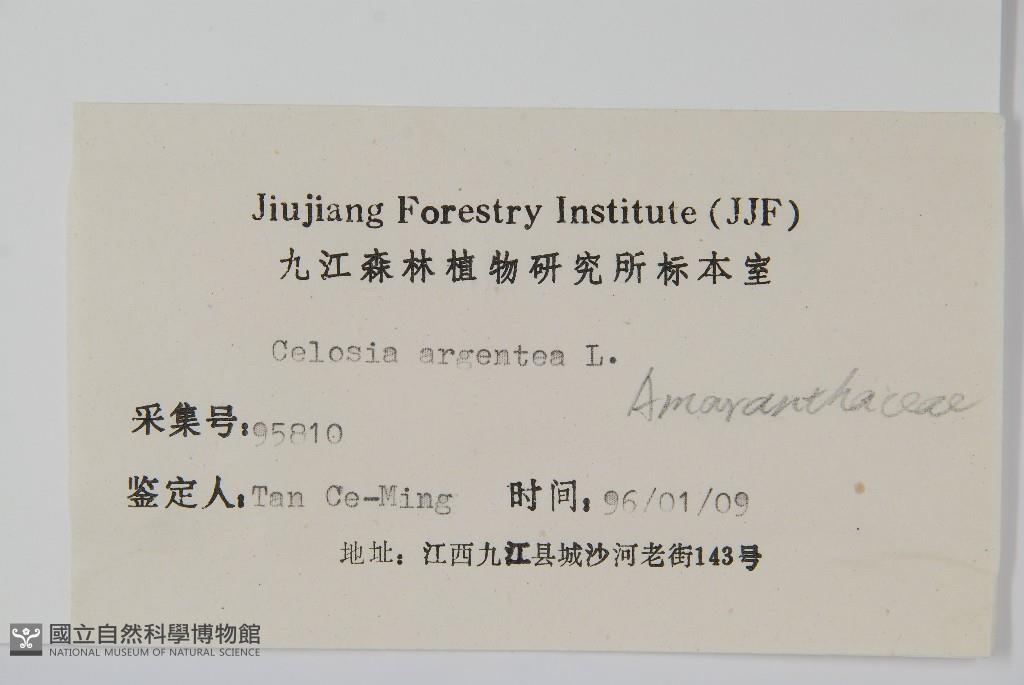 Jiujiang Forestry Institute (JJF)
九江森林植物研究所标本室
Celosia argentea L.
Amaranthaceae
采集号:95810
鉴定人:Tan Ce-Ming 时间:96/01/09
地址:江西九江县城沙河老街143号
國立自然科學博物館
NATIONAL MUSEUM OF NATURAL SCIENCE